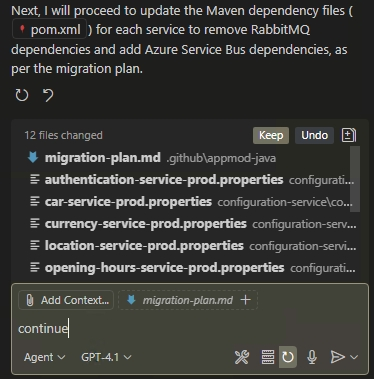 Next, I will proceed to update the Maven dependency files (
pom.xml ) for each service to remove RabbitMQ
dependencies and add Azure Service Bus dependencies, as
per the migration plan.
12 files changed Keep Undo
migration-plan.md .github\appmod-java
authentication-service-prod.properties configurati...
car-service-prod.properties configuration-service\co...
currency-service-prod.properties configuration-serv...
location-service-prod.properties configuration-servi...
opening-hours-service-prod.properties configurati...
Add Context... migration-plan.md +
continue
Agent GPT-4.1